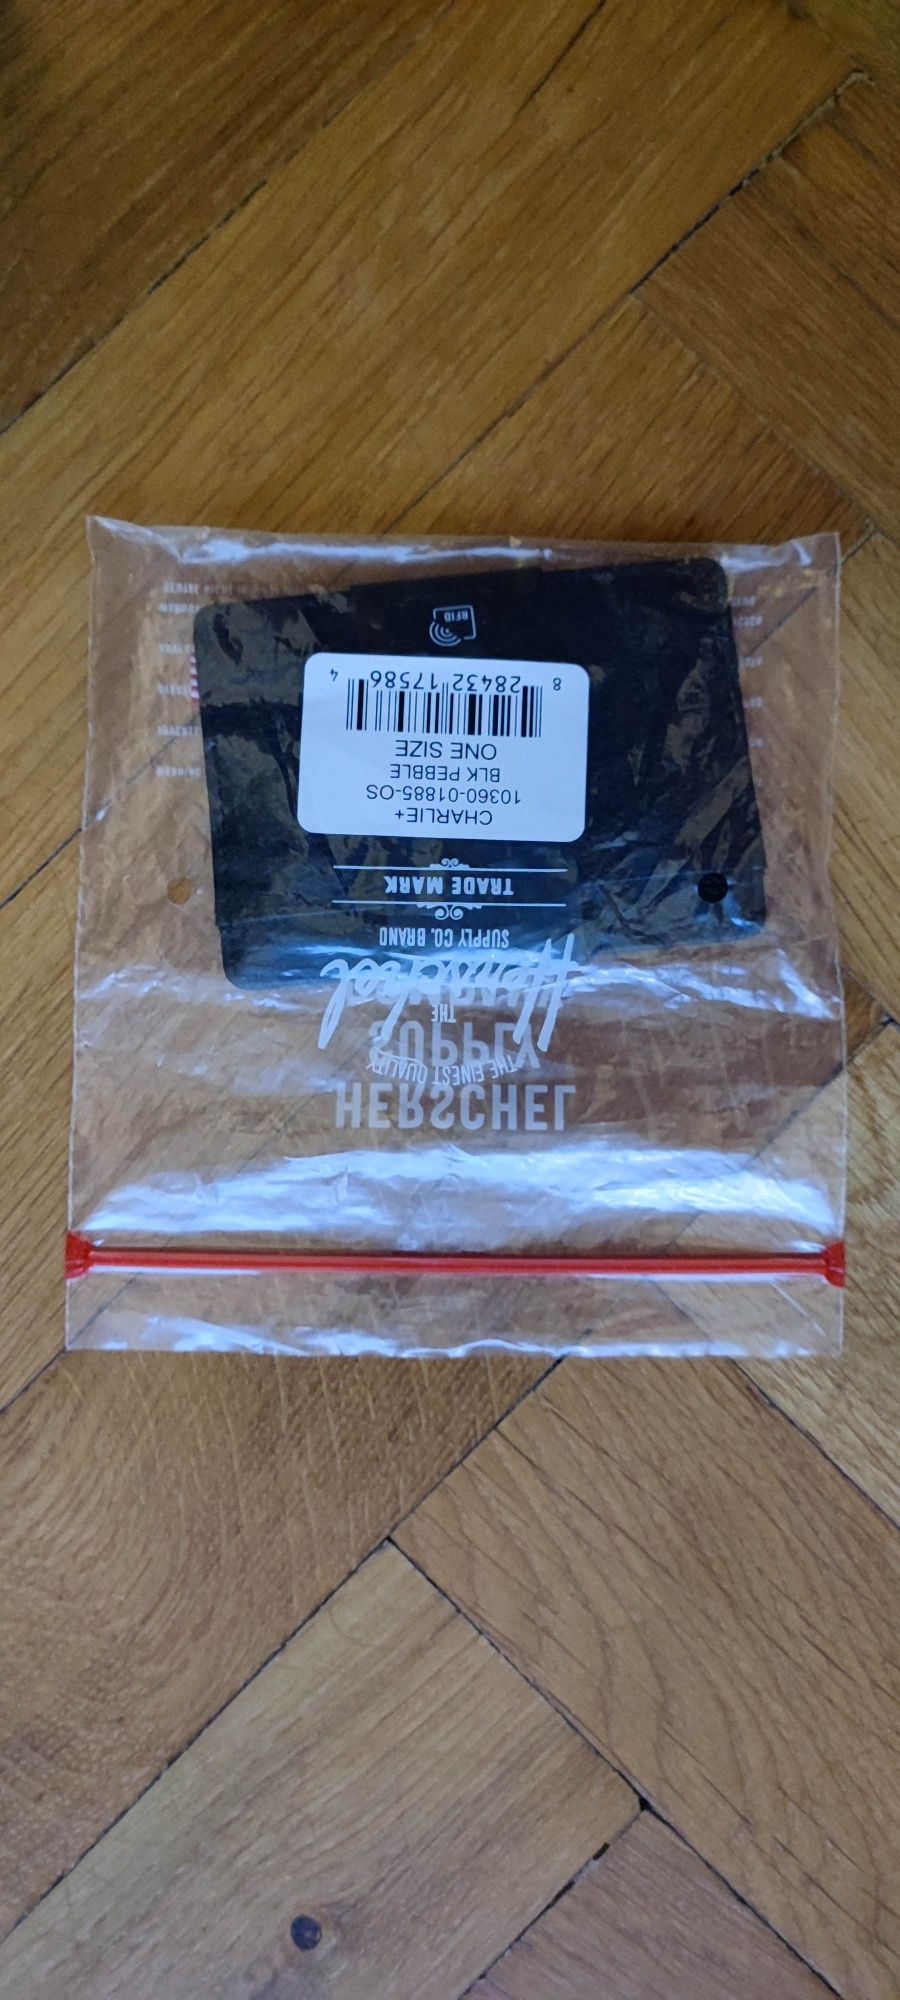 HERSCHEL
SUPPLY
THE FINEST QUALITY
THE
Herschel
SUPPLY CO. BRAND
TRADE MARK
CHARLIE+
10360-01885-OS
BLK PEBBLE
ONE SIZE
8 28432 17586 4
RFID